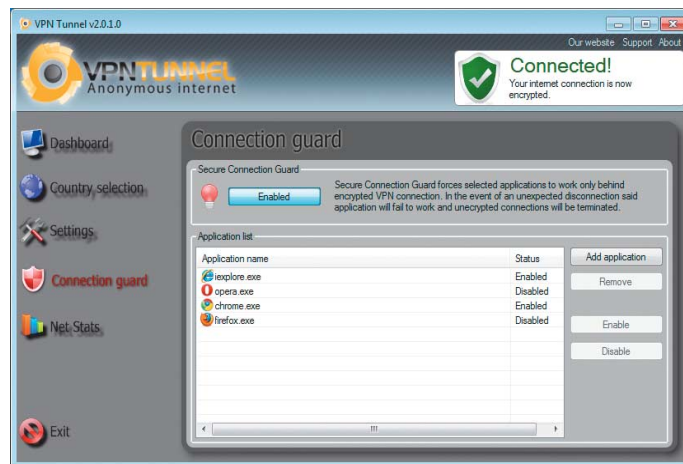 VPN Tunnel v2.0.1.0
Our website Support About
VPNTUNNEL
Anonymous internet
Connected!
Your internet connection is now
encrypted.
Dashboard
Country selection
Settings
Connection guard
Net Stats
Exit
Connection guard
Secure Connection Guard
Enabled
Secure Connection Guard forces selected applications to work only behind
encrypted VPN connection. In the event of an unexpected disconnection said
application will fail to work and unecrypted connections will be terminated.
Application list
Application name Status
iexplore.exe Enabled
opera.exe Disabled
chrome.exe Enabled
firefox.exe Disabled
Add application
Remove
Enable
Disable